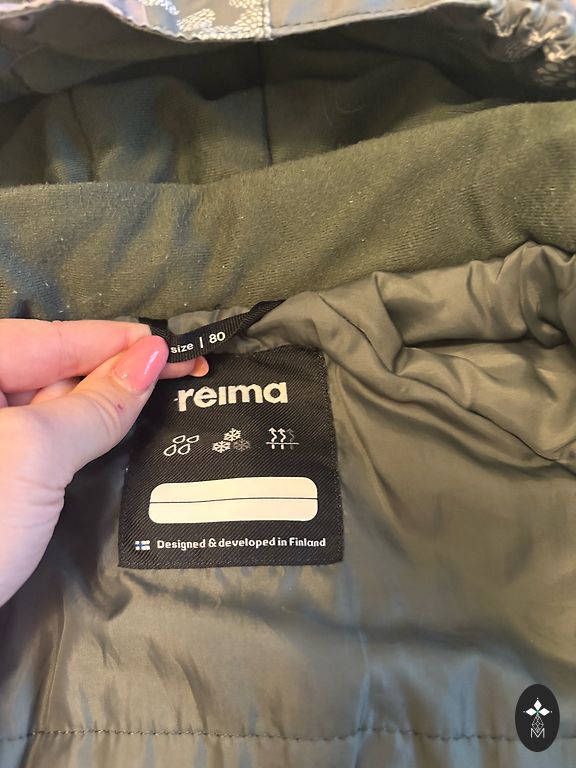 size | 80
reima
Designed & developed in Finland
M